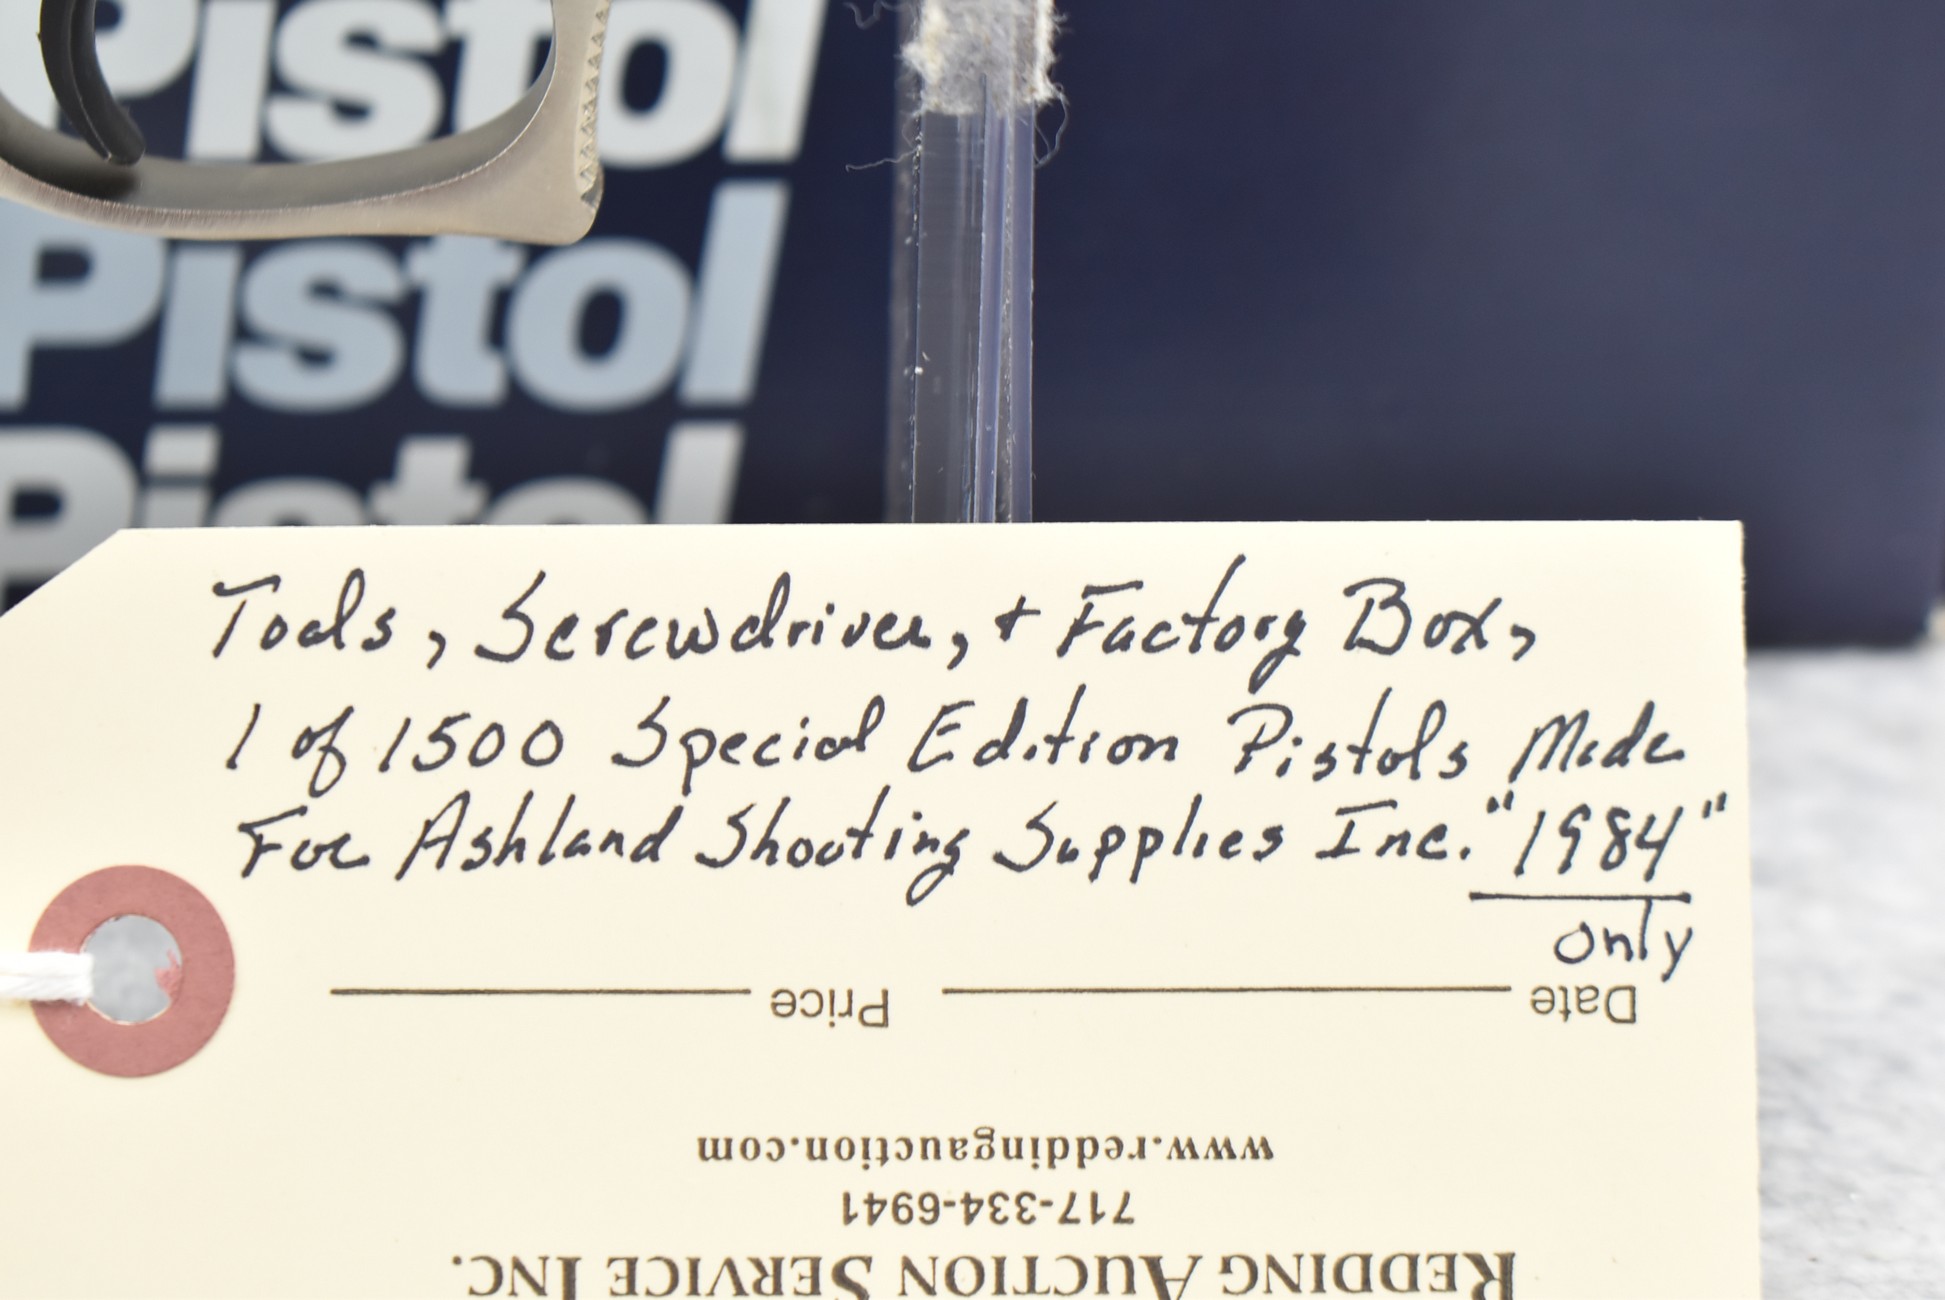 Pistol
Pistol
Pistol
Tools, Screwdriver, + Factory Box,
1 of 1500 Special Edition Pistols Made
For Ashland Shooting Supplies Inc. "1984"
only
Price Date
www.reddingauction.com
717-334-6941
REDDING AUCTION SERVICE INC.